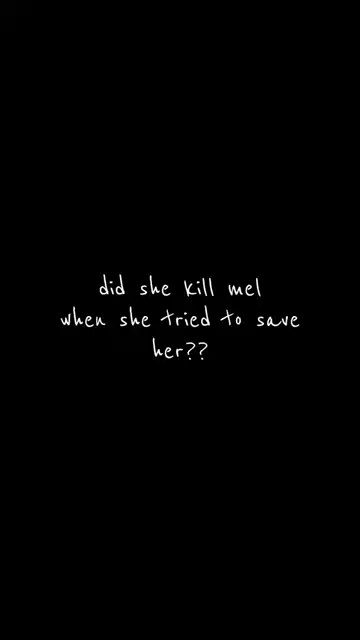 did she kill mel
when she tried to save
her??